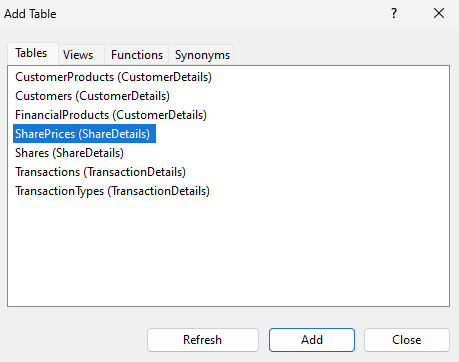 Add Table
?
Tables Views Functions Synonyms
CustomerProducts (CustomerDetails)
Customers (CustomerDetails)
FinancialProducts (CustomerDetails)
SharePrices (ShareDetails)
Shares (ShareDetails)
Transactions (TransactionDetails)
TransactionTypes (TransactionDetails)
Refresh Add Close